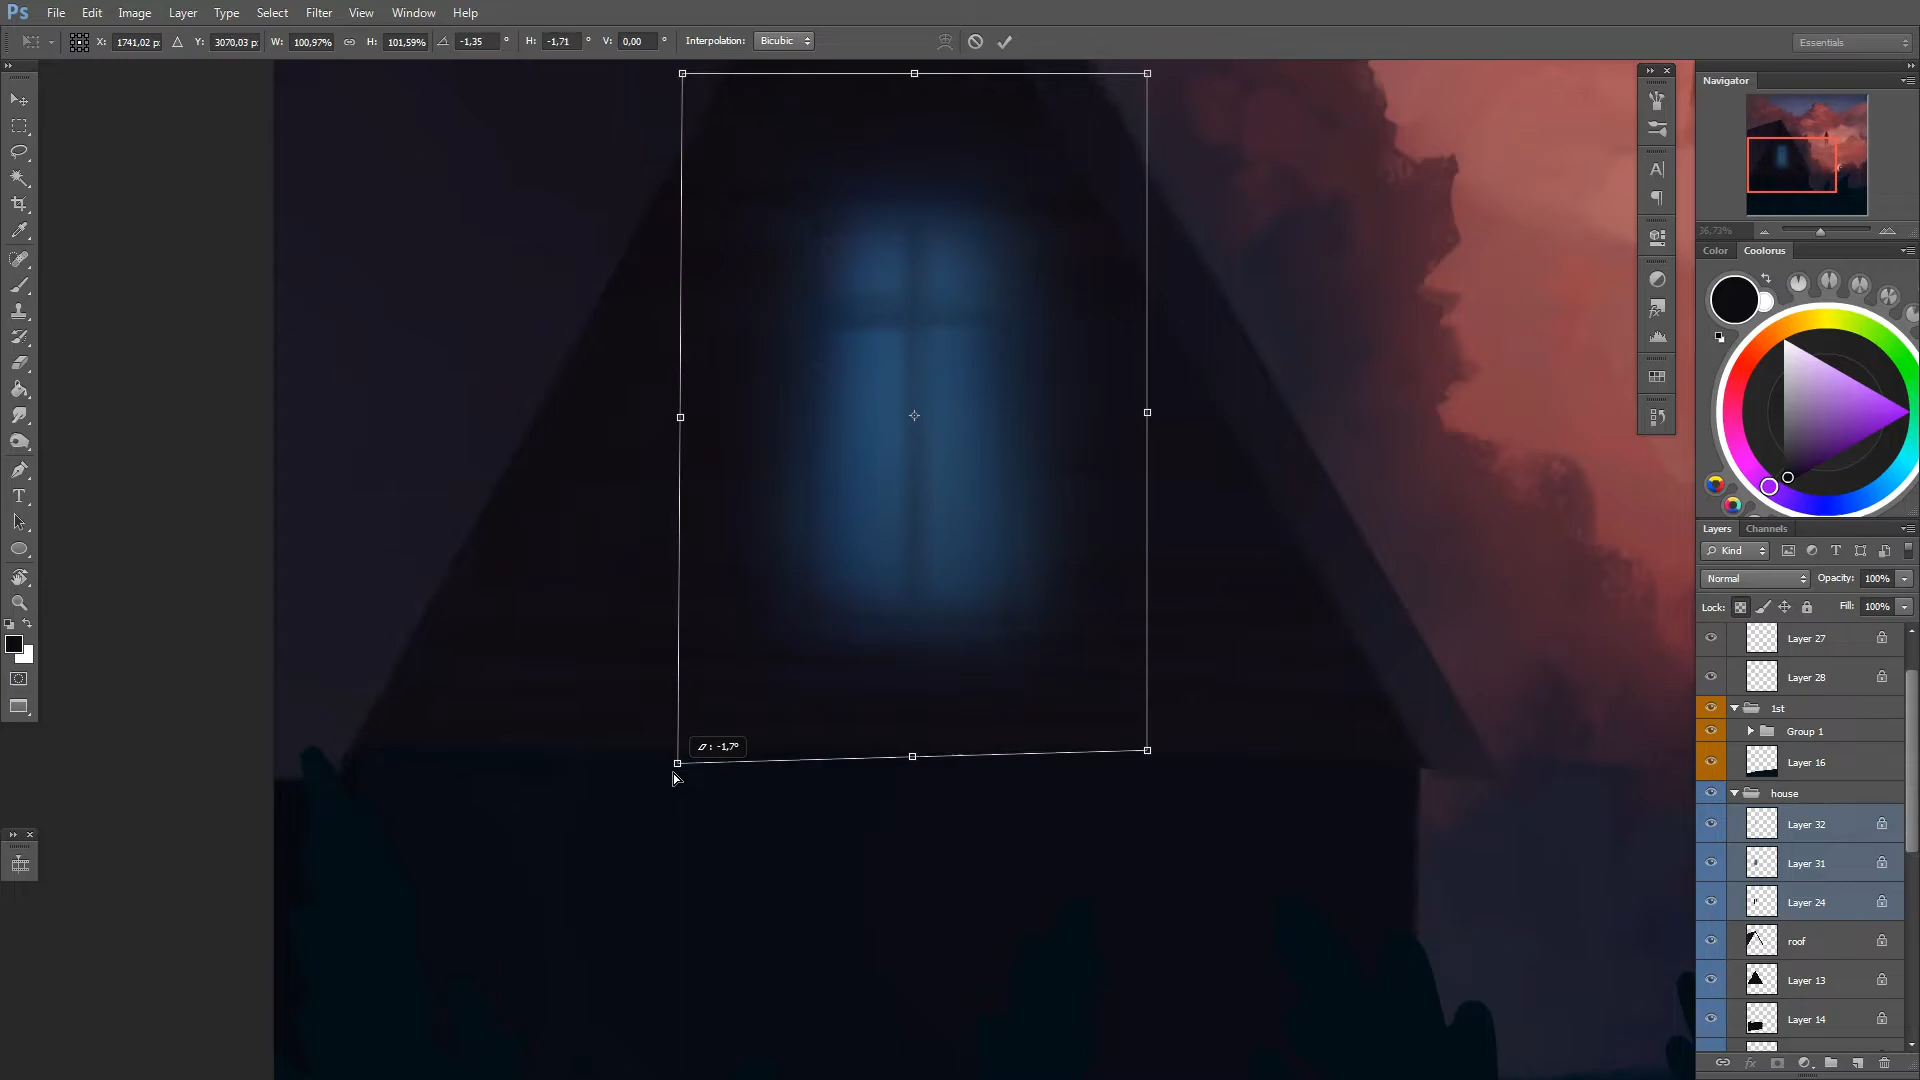 Ps File Edit Image Layer Type Select Filter View Window Help
X: 1741,02 p: Y: 3070,03 p: W: 100,97% H: 101,59% -1,35 ° H: -1,71 ° V: 0,00 ° Interpolation: Bicubic Essentials
Navigator
36,73%
Color Coolorus
-1,7°
Layers Channels
Kind
Normal Opacity: 100%
Lock: Fill: 100%
Layer 27
Layer 28
1st
Group 1
Layer 16
house
Layer 32
Layer 31
Layer 24
roof
Layer 13
Layer 14